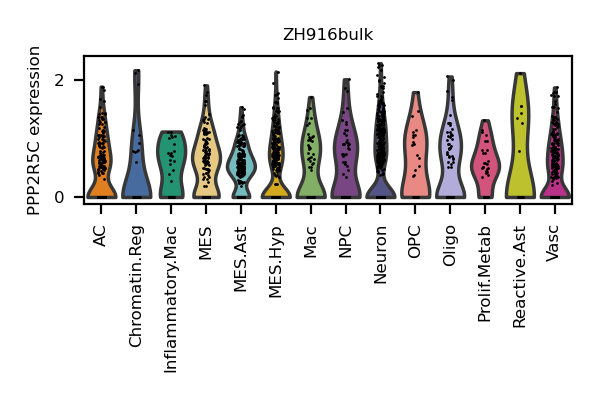 ZH916bulk
PPP2R5C expression
2
0
AC
Chromatin.Reg
Inflammatory.Mac
MES
MES.Ast
MES.Hyp
Mac
NPC
Neuron
OPC
Oligo
Prolif.Metab
Reactive.Ast
Vasc